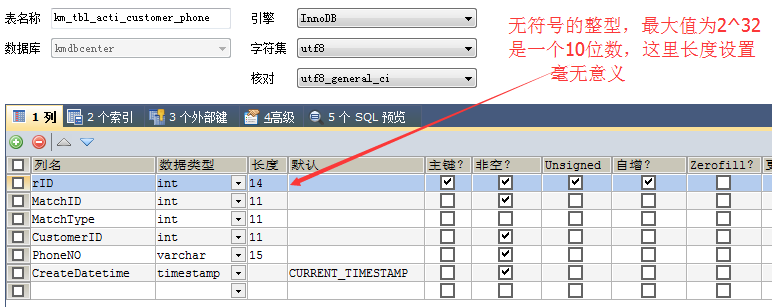 表名称 km_tbl_acti_customer_phone 引擎 InnoDB
数据库 kmdbcenter 字符集 utf8
核对 utf8_general_ci
无符号的整型，最大值为2^32
是一个10位数，这里长度设置
毫无意义
1 列 2 个索引 3 个外部键 4高级 5 个 SQL 预览
列名 数据类型 长度 默认 主键? 非空? Unsigned 自增? Zerofill?
rID int 14
MatchID int 11
MatchType int 11
CustomerID int 11
PhoneNO varchar 15
CreateDatetime timestamp CURRENT_TIMESTAMP